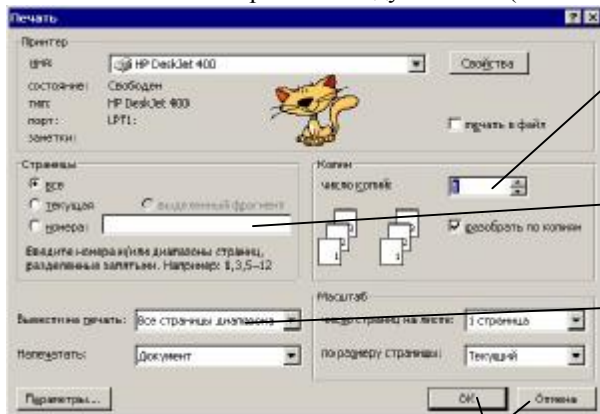 Печать
Принтер
имя: HP DeskJet 400 Свойства
состояние: Свободен
тип: HP DeskJet 400
порт: LPT1:
заметки: печать в файл
Страницы
все
текущая выделенный фрагмент
номера:
Введите номера и/или диапазоны страниц,
разделенные запятыми. Например: 1,3,5–12
Копии
число копий: 1
разобрать по копиям
Вывести на печать: Все страницы диапазона
Напечатать: Документ
Масштаб
число страниц на листе: 1 страница
по размеру страницы: Текущий
Параметры... ОК Отмена